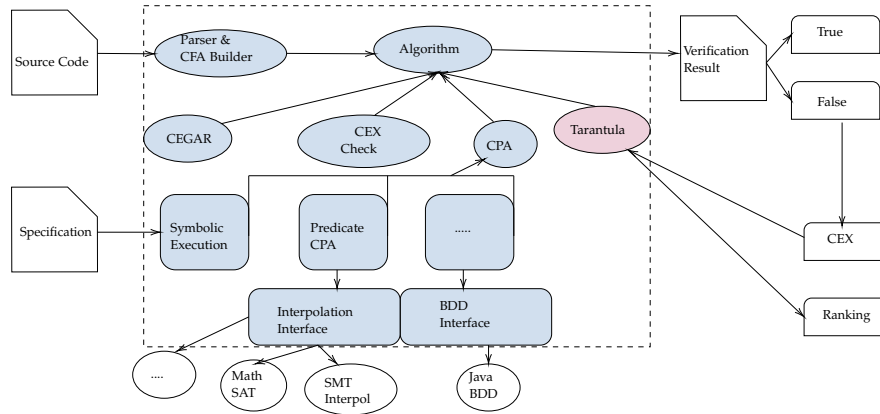 Source Code
Parser &
CFA Builder
Algorithm
Verification
Result
True
False
CEGAR
CEX
Check
CPA
Tarantula
Specification
Symbolic
Execution
Predicate
CPA
.....
CEX
Interpolation
Interface
BDD
Interface
Ranking
....
Math
SAT
SMT
Interpol
Java
BDD